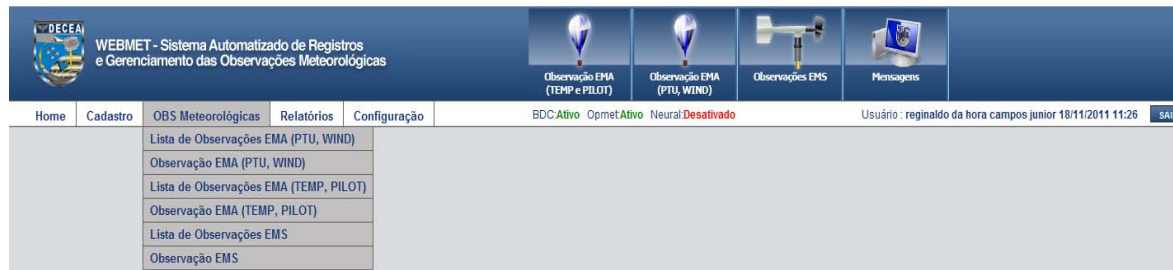 DECEA
WEBMET - Sistema Automatizado de Registros
e Gerenciamento das Observações Meteorológicas
Observação EMA
(TEMP e PILOT)
Observação EMA
(PTU, WIND)
Observações EMS
Mensagens
Home Cadastro OBS Meteorológicas Relatórios Configuração BDC:Ativo Opmet:Ativo Neural:Desativado Usuário : reginaldo da hora campos junior 18/11/2011 11:26 SAI
Lista de Observações EMA (PTU, WIND)
Observação EMA (PTU, WIND)
Lista de Observações EMA (TEMP, PILOT)
Observação EMA (TEMP, PILOT)
Lista de Observações EMS
Observação EMS